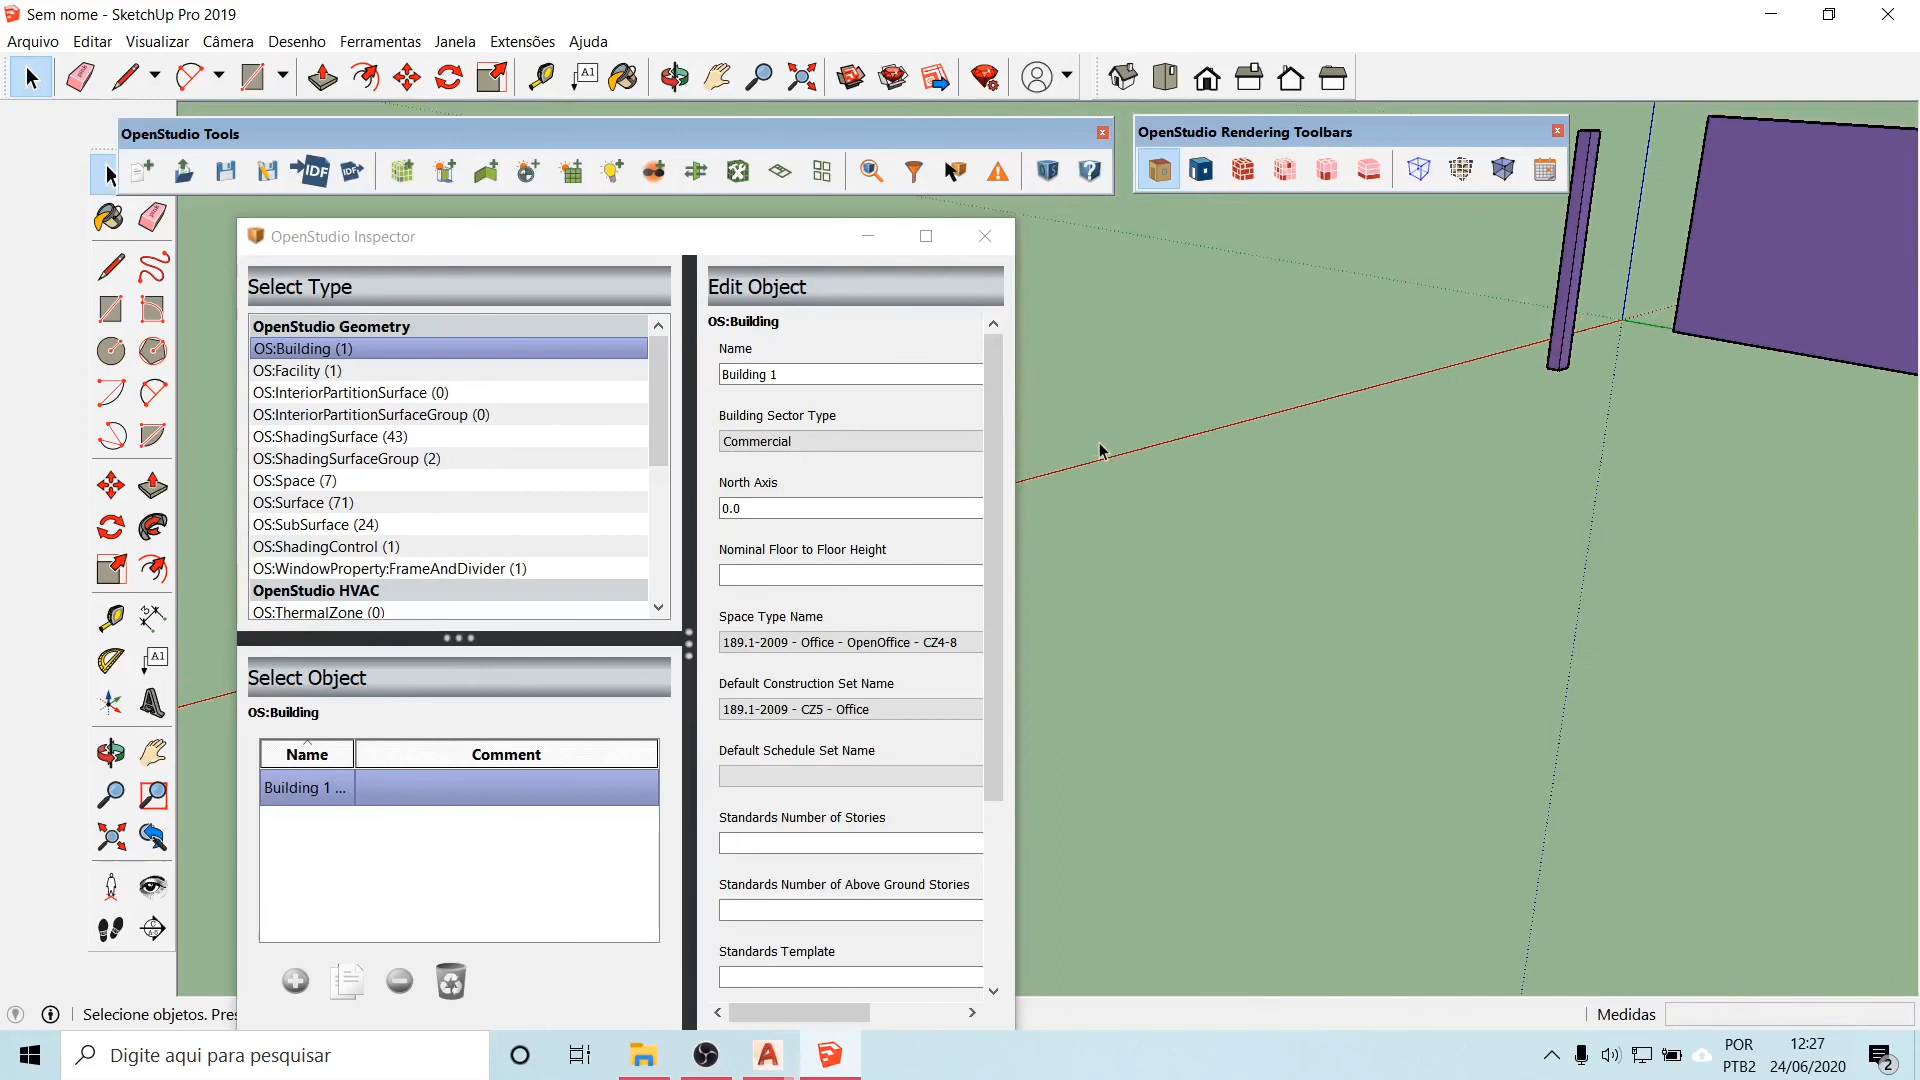 Sem nome - SketchUp Pro 2019
Arquivo Editar Visualizar Câmera Desenho Ferramentas Janela Extensões Ajuda
A1
OpenStudio Tools
OpenStudio Rendering Toolbars
IDF
IDF
OpenStudio Inspector
Select Type
OpenStudio Geometry
OS:Building (1)
OS:Facility (1)
OS:InteriorPartitionSurface (0)
OS:InteriorPartitionSurfaceGroup (0)
OS:ShadingSurface (43)
OS:ShadingSurfaceGroup (2)
OS:Space (7)
OS:Surface (71)
OS:SubSurface (24)
OS:ShadingControl (1)
OS:WindowProperty:FrameAndDivider (1)
OpenStudio HVAC
OS:ThermalZone (0)
Select Object
OS:Building
Name Comment
Building 1 ...
Edit Object
OS:Building
Name
Building 1
Building Sector Type
Commercial
North Axis
0.0
Nominal Floor to Floor Height
Space Type Name
189.1-2009 - Office - OpenOffice - CZ4-8
Default Construction Set Name
189.1-2009 - CZ5 - Office
Default Schedule Set Name
Standards Number of Stories
Standards Number of Above Ground Stories
Standards Template
A1
Selecione objetos. Pres
Medidas
Digite aqui para pesquisar
POR
PTB2
12:27
24/06/2020
2